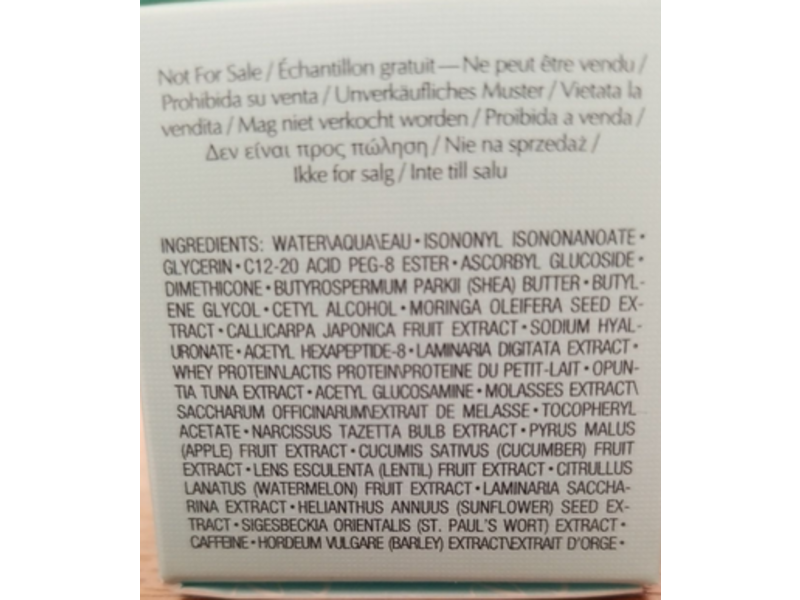 Not For Sale / Échantillon gratuit — Ne peut être vendu /
Prohibida su venta / Unverkäufliches Muster / Vietata la
vendita / Mag niet verkocht worden / Proibida a venda /
Δεν είναι προς πώληση / Nie na sprzedaż /
Ikke for salg / Inte till salu
INGREDIENTS: WATER\AQUA\EAU • ISONONYL ISONONANOATE •
GLYCERIN • C12-20 ACID PEG-8 ESTER • ASCORBYL GLUCOSIDE •
DIMETHICONE • BUTYROSPERMUM PARKII (SHEA) BUTTER • BUTYL-
ENE GLYCOL • CETYL ALCOHOL • MORINGA OLEIFERA SEED EX-
TRACT • CALLICARPA JAPONICA FRUIT EXTRACT • SODIUM HYAL-
URONATE • ACETYL HEXAPEPTIDE-8 • LAMINARIA DIGITATA EXTRACT •
WHEY PROTEIN\LACTIS PROTEIN\PROTEINE DU PETIT-LAIT • OPUN-
TIA TUNA EXTRACT • ACETYL GLUCOSAMINE • MOLASSES EXTRACT\
SACCHARUM OFFICINARUM\EXTRAIT DE MELASSE • TOCOPHERYL
ACETATE • NARCISSUS TAZETTA BULB EXTRACT • PYRUS MALUS
(APPLE) FRUIT EXTRACT • CUCUMIS SATIVUS (CUCUMBER) FRUIT
EXTRACT • LENS ESCULENTA (LENTIL) FRUIT EXTRACT • CITRULLUS
LANATUS (WATERMELON) FRUIT EXTRACT • LAMINARIA SACCHA-
RINA EXTRACT • HELIANTHUS ANNUUS (SUNFLOWER) SEED EX-
TRACT • SIGESBECKIA ORIENTALIS (ST. PAUL'S WORT) EXTRACT •
CAFFEINE • HORDEUM VULGARE (BARLEY) EXTRACT\EXTRAIT D'ORGE •